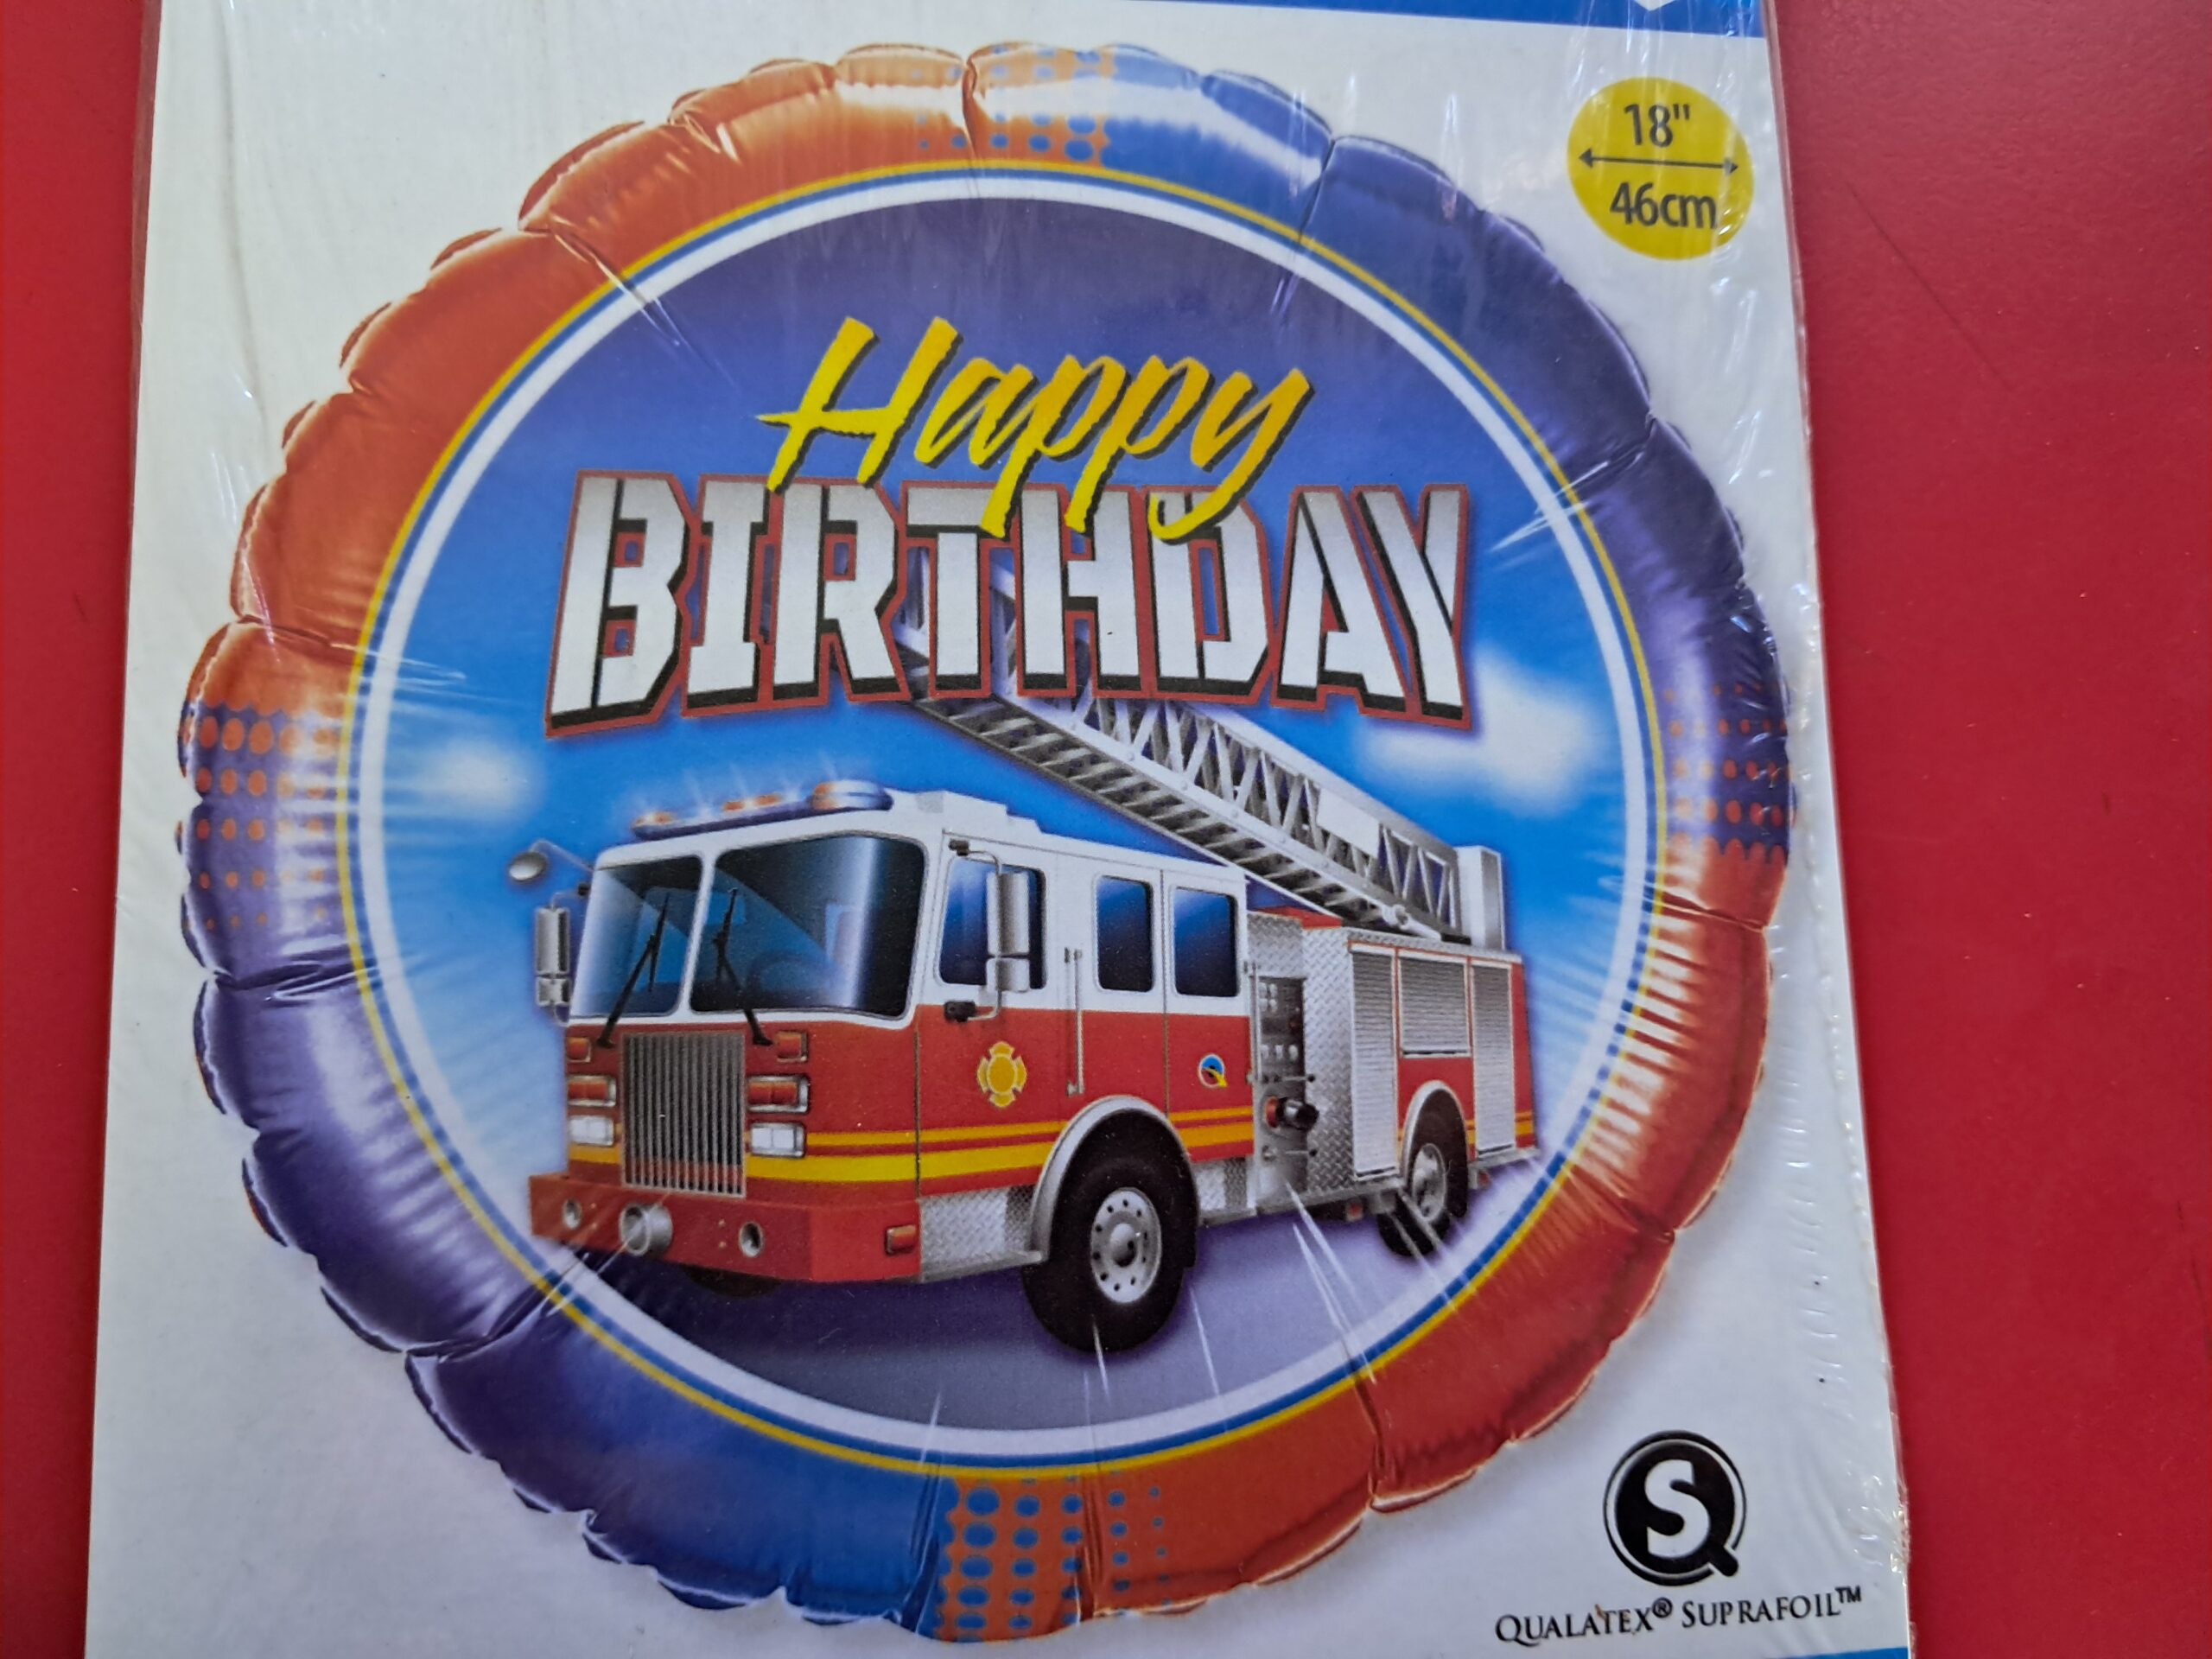 18"
46cm
Happy
BIRTHDAY
S
QUALATEX® SUPRAFOIL™